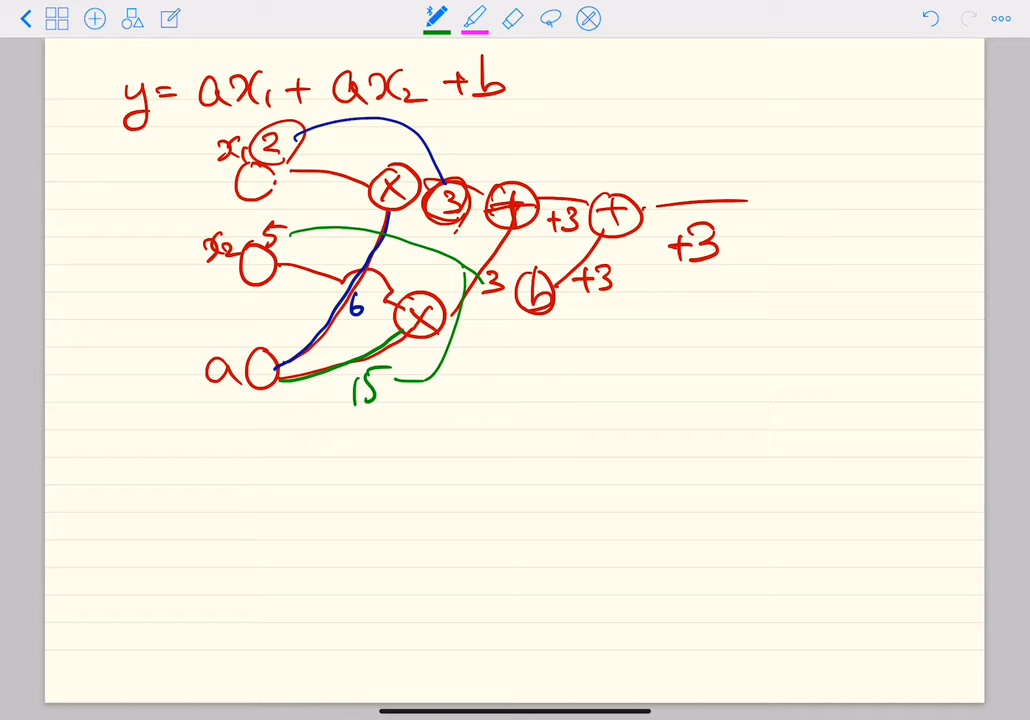 y = ax₁ + ax₂ + b
x₁ 2
× 3 + +3 + +3
x₂ 5
3 b +3
6 ×
a
15